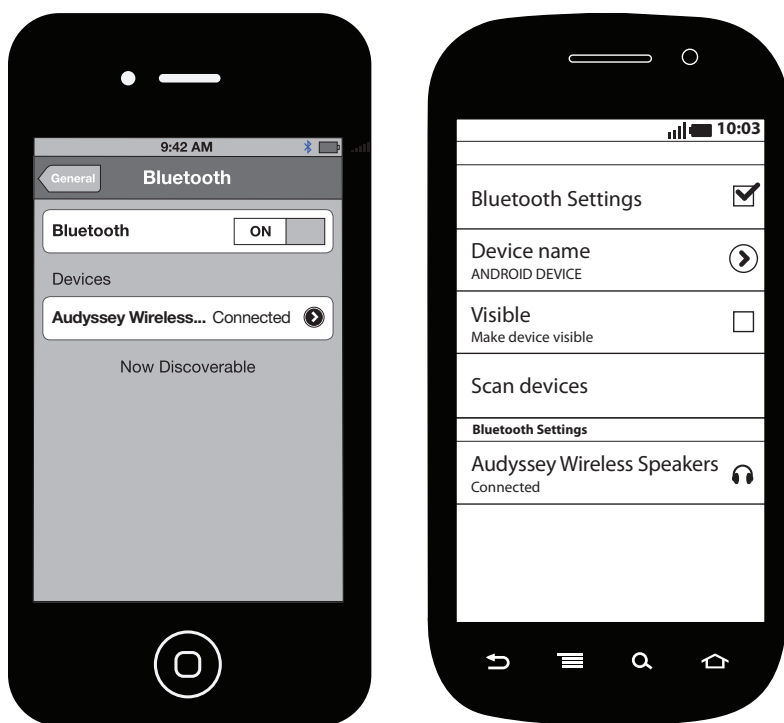 9:42 AM
General
Bluetooth
Bluetooth ON
Devices
Audyssey Wireless... Connected
Now Discoverable
10:03
Bluetooth Settings
Device name
ANDROID DEVICE
Visible
Make device visible
Scan devices
Bluetooth Settings
Audyssey Wireless Speakers
Connected